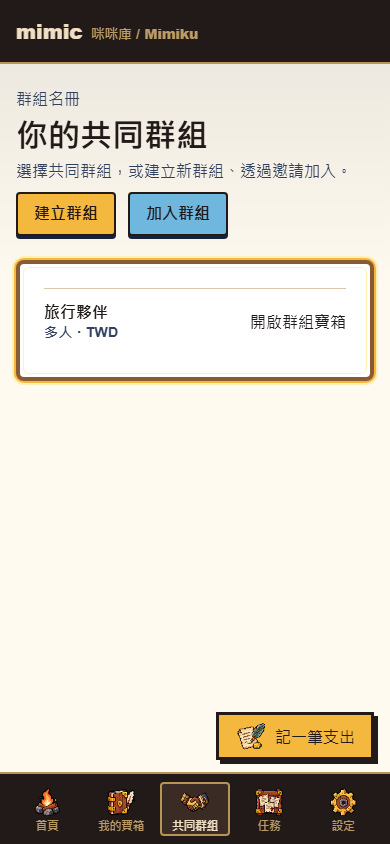 mimic 咪咪庫 / Mimiku
群組名冊
你的共同群組
選擇共同群組，或建立新群組、透過邀請加入。
建立群組 加入群組
旅行夥伴
多人 · TWD
開啟群組寶箱
記一筆支出
首頁 我的寶箱 共同群組 任務 設定